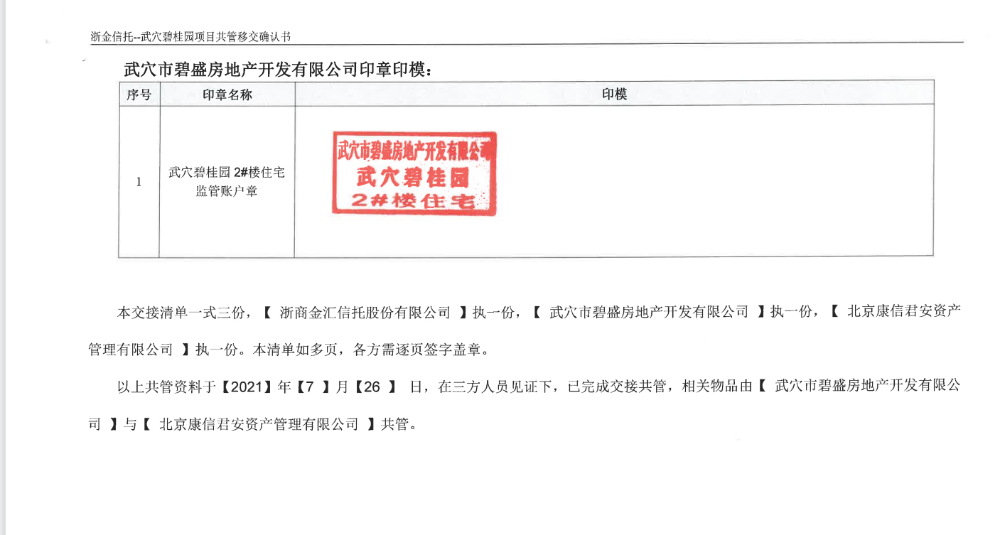 浙金信托--武穴碧桂园项目共管移交确认书
武穴市碧盛房地产开发有限公司印章印模：
序号 印章名称 印模
1
武穴碧桂园 2#楼住宅
监管账户章
武穴市碧盛房地产开发有限公司
武穴碧桂园
2#楼住宅
本交接清单一式三份，【 浙商金汇信托股份有限公司 】执一份，【 武穴市碧盛房地产开发有限公司 】执一份，【 北京康信君安资产
管理有限公司 】执一份。本清单如多页，各方需逐页签字盖章。
以上共管资料于【2021】年【7 】月【26 】 日，在三方人员见证下，已完成交接共管，相关物品由【 武穴市碧盛房地产开发有限公
司 】与【 北京康信君安资产管理有限公司 】共管。